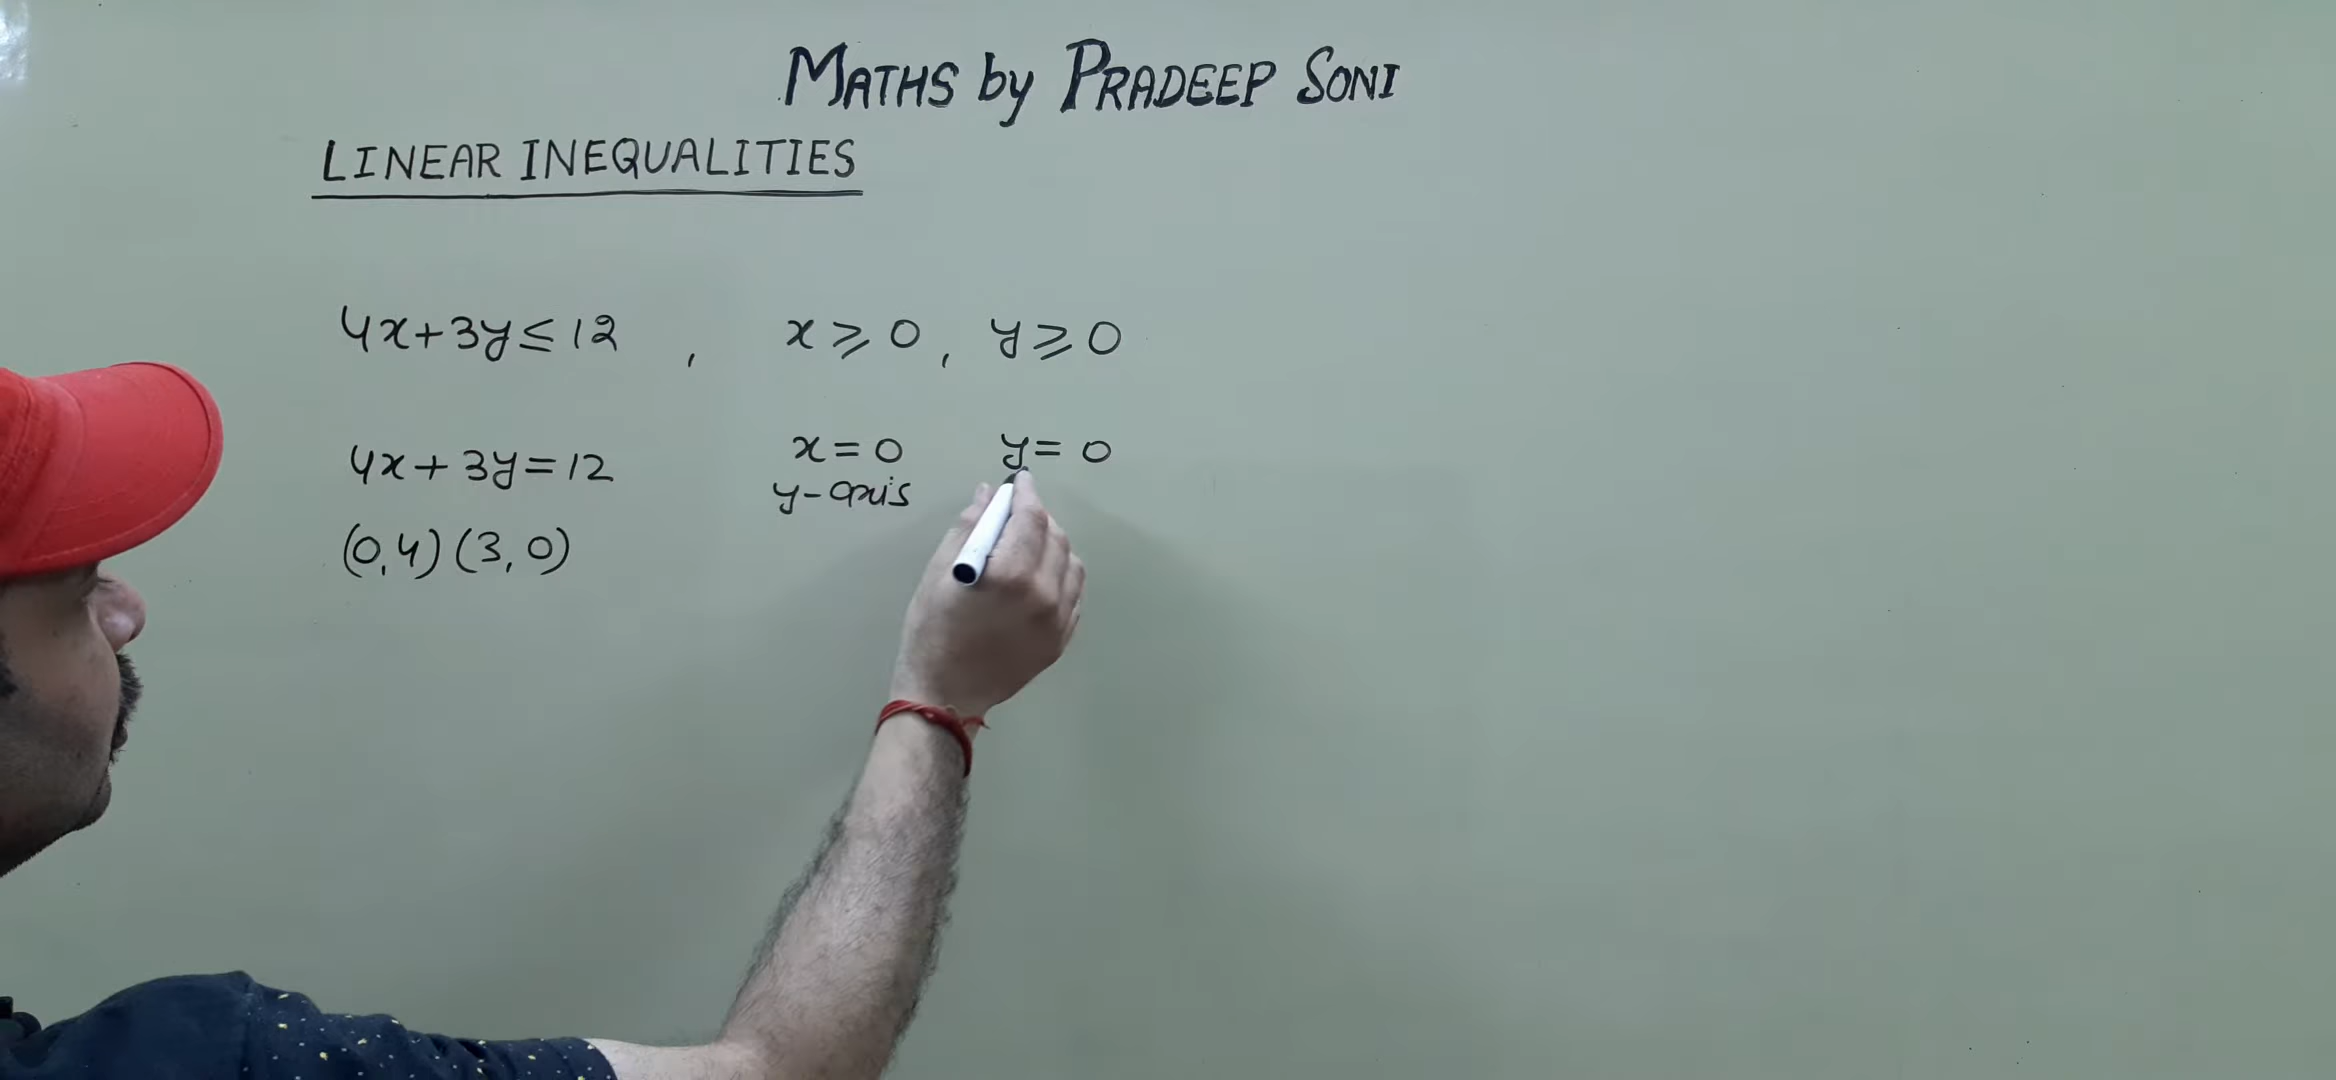 MATHS by PRADEEP SONI
LINEAR INEQUALITIES
4x+3y≤12 , x⩾0, y⩾0
4x+3y=12 x=0 y=0
y-axis
(0,4) (3,0)